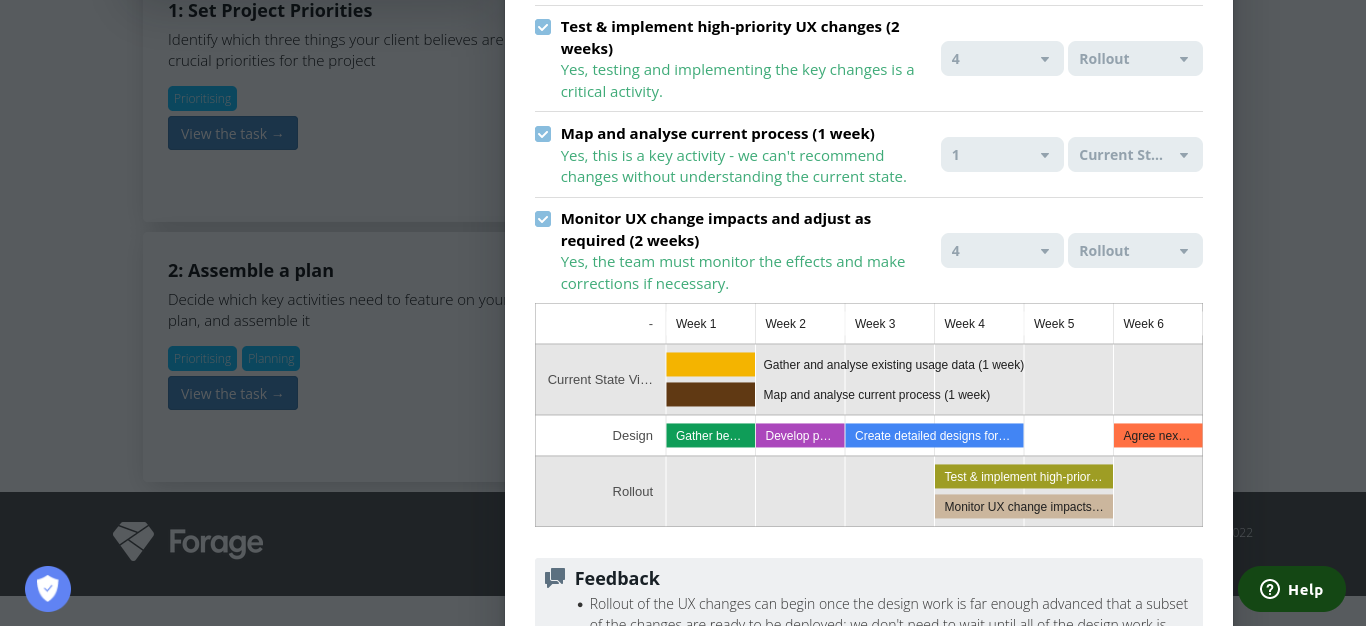 1: Set Project Priorities
Identify which three things your client believes are
crucial priorities for the project
Prioritising
View the task →
2: Assemble a plan
Decide which key activities need to feature on your
plan, and assemble it
Prioritising Planning
View the task →
Forage
Test & implement high-priority UX changes (2
weeks)
Yes, testing and implementing the key changes is a
critical activity.
4 Rollout
Map and analyse current process (1 week)
Yes, this is a key activity - we can't recommend
changes without understanding the current state.
1 Current St...
Monitor UX change impacts and adjust as
required (2 weeks)
Yes, the team must monitor the effects and make
corrections if necessary.
4 Rollout
- Week 1 Week 2 Week 3 Week 4 Week 5 Week 6
Current State Vi…
Gather and analyse existing usage data (1 week)
Map and analyse current process (1 week)
Design Gather be… Develop p… Create detailed designs for… Agree nex…
Rollout
Test & implement high-prior…
Monitor UX change impacts…
Feedback
• Rollout of the UX changes can begin once the design work is far enough advanced that a subset
of the changes are ready to be deployed; we don't need to wait until all of the design work is
022
Help